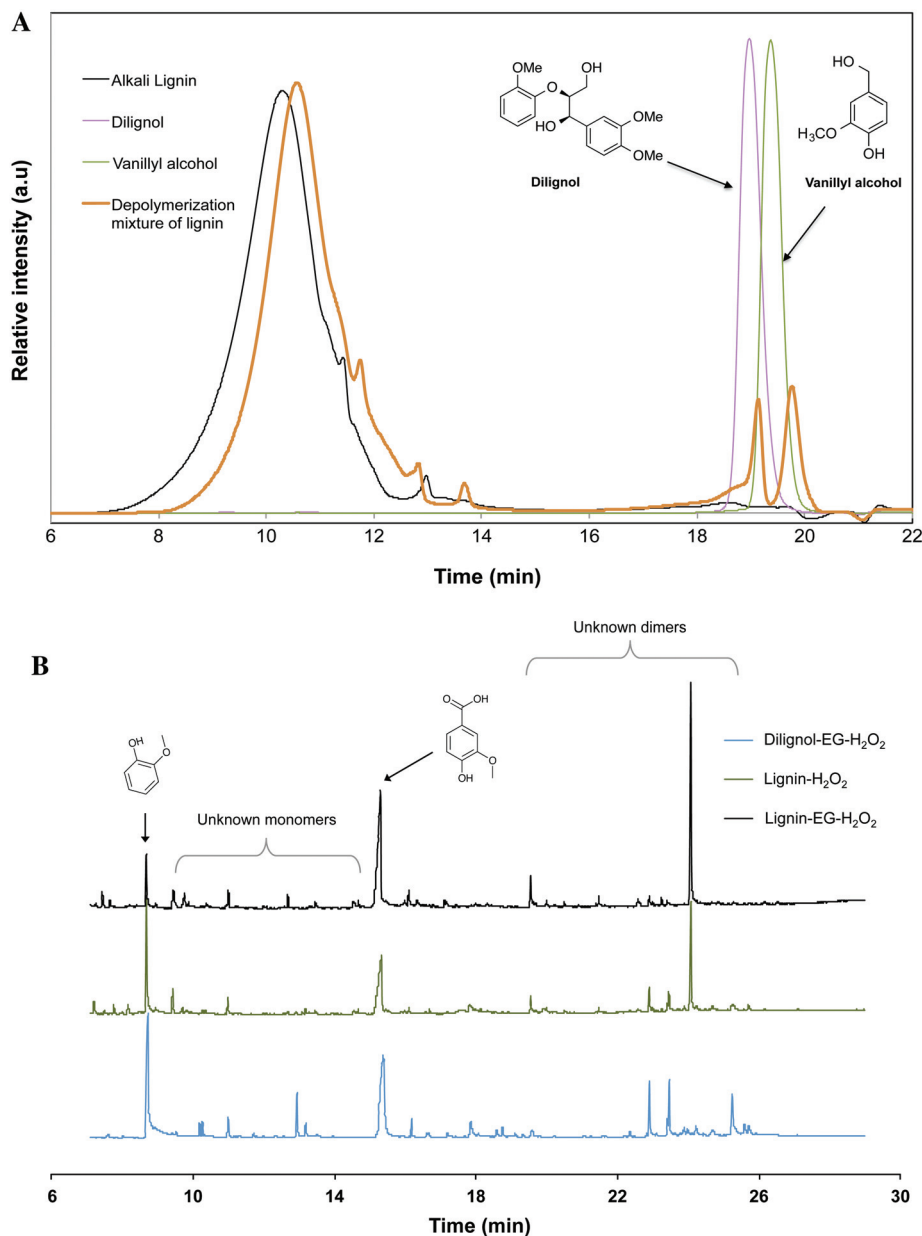 A
Relative intensity (a.u)
Alkali Lignin
Dilignol
Vanillyl alcohol
Depolymerization
mixture of lignin
OMe
OH
O
HO
OMe
OMe
Dilignol
HO
H₃CO
OH
Vanillyl alcohol
6 8 10 12 14 16 18 20 22
Time (min)
B
Unknown dimers
OH
O
O
OH
O
OH
Unknown monomers
Dilignol-EG-H₂O₂
Lignin-H₂O₂
Lignin-EG-H₂O₂
6 10 14 18 22 26 30
Time (min)